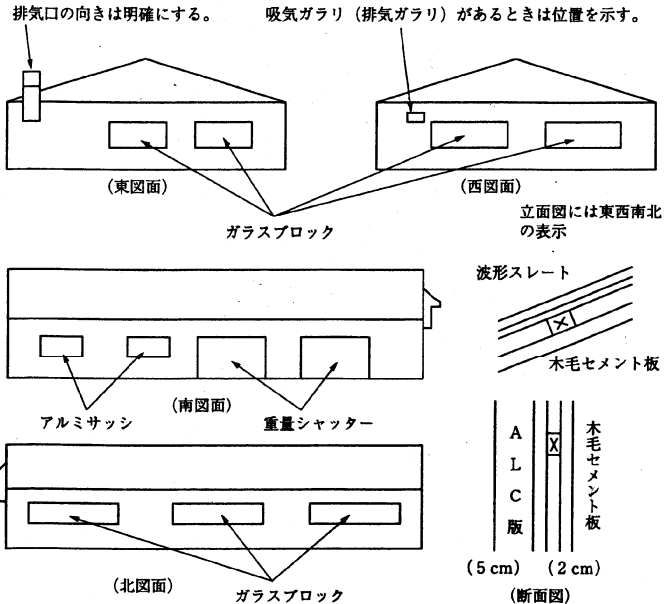 排気口の向きは明確にする。
吸気ガラリ（排気ガラリ）があるときは位置を示す。
（東図面）
（西図面）
ガラスブロック
立面図には東西南北
の表示
波形スレート
木毛セメント板
アルミサッシ
（南図面）
重量シャッター
ALC版
木毛セメント板
（5 cm）
（2 cm）
（断面図）
（北図面）
ガラスブロック